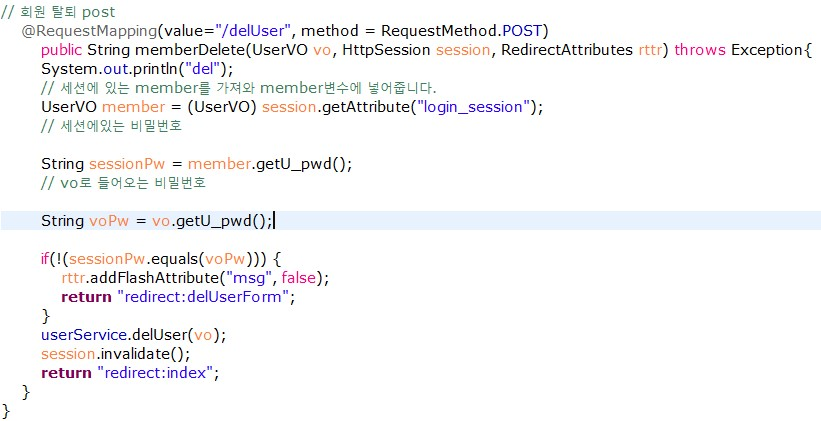 // 회원 탈퇴 post
@RequestMapping(value="/delUser", method = RequestMethod.POST)
public String memberDelete(UserVO vo, HttpSession session, RedirectAttributes rttr) throws Exception{
System.out.println("del");
// 세션에 있는 member를 가져와 member변수에 넣어줍니다.
UserVO member = (UserVO) session.getAttribute("login_session");
// 세션에있는 비밀번호
String sessionPw = member.getU_pwd();
// vo로 들어오는 비밀번호
String voPw = vo.getU_pwd();
if(!(sessionPw.equals(voPw))) {
rttr.addFlashAttribute("msg", false);
return "redirect:delUserForm";
}
userService.delUser(vo);
session.invalidate();
return "redirect:index";
}
}